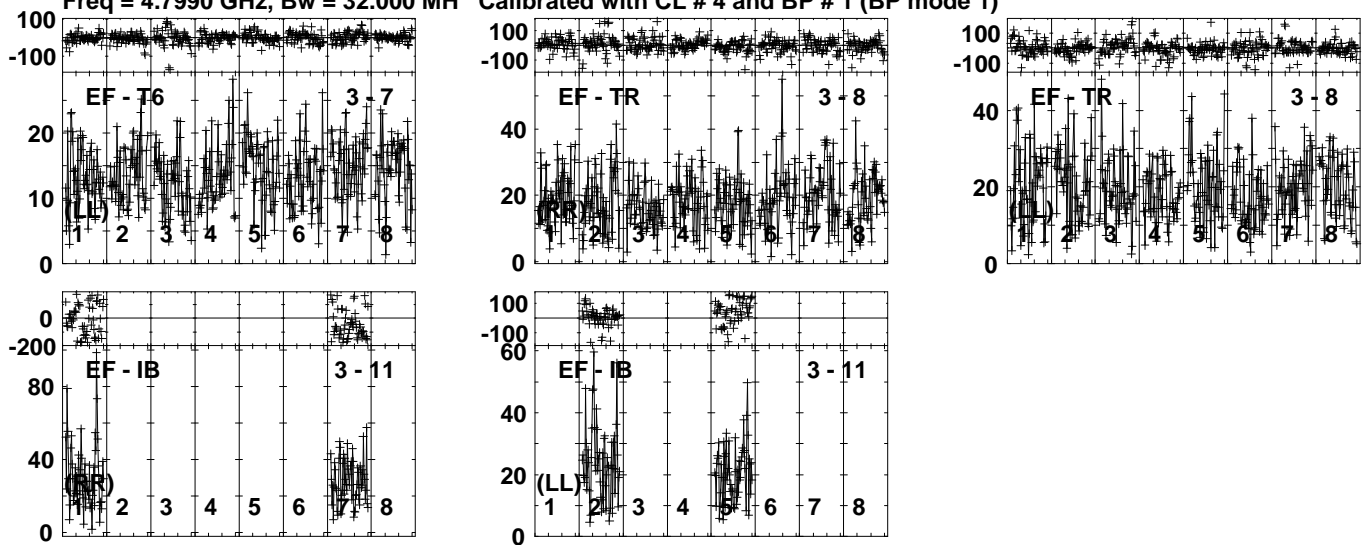 Freq = 4.7990 GHz, Bw = 32.000 MH Calibrated with CL # 4 and BP # 1 (BP mode 1)
100
-100
EF - T6 3 - 7
20
10
0
(LL)
1 2 3 4 5 6 7 8
100
-100
EF - TR 3 - 8
40
20
0
(RR)
1 2 3 4 5 6 7 8
100
-100
EF - TR 3 - 8
40
20
0
(LL)
1 2 3 4 5 6 7 8
0
-200
EF - IB 3 - 11
80
40
0
(RR)
1 2 3 4 5 6 7 8
100
-100
60
EF - IB 3 - 11
40
20
0
(LL)
1 2 3 4 5 6 7 8